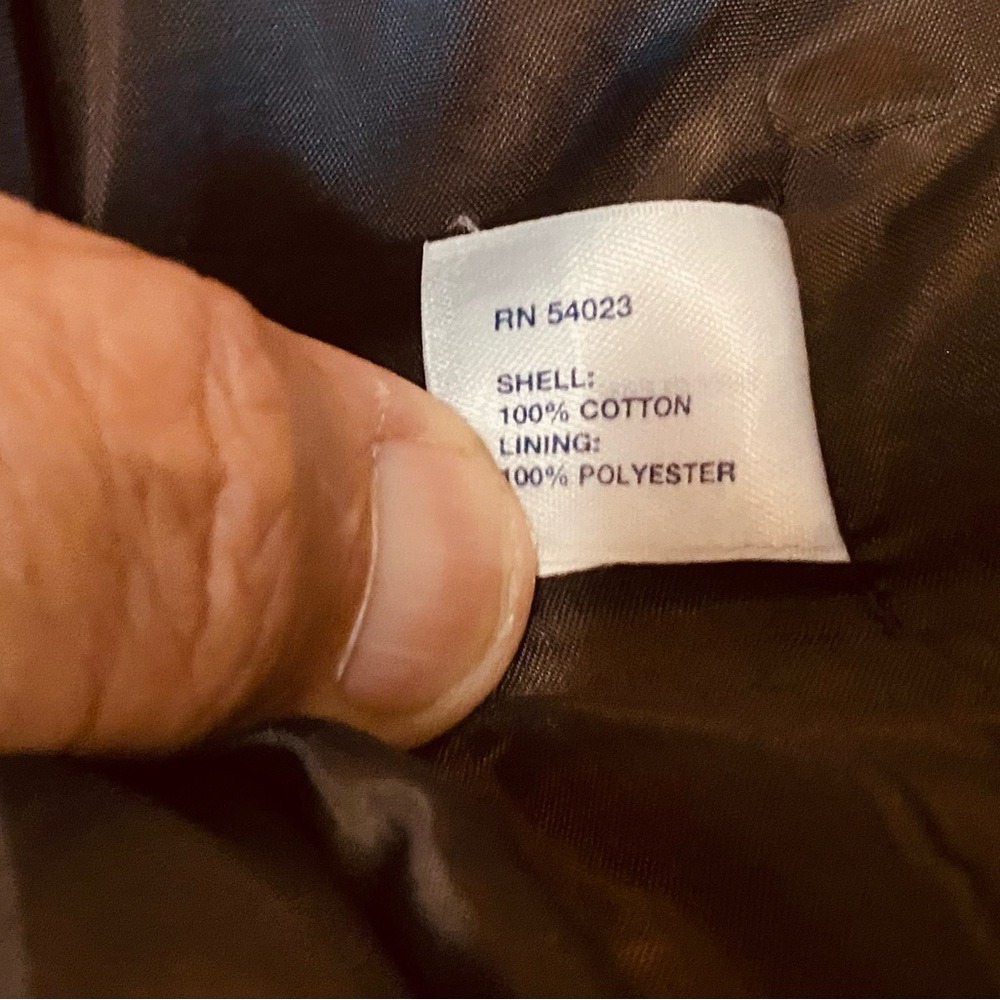 RN 54023
SHELL:
100% COTTON
LINING:
100% POLYESTER